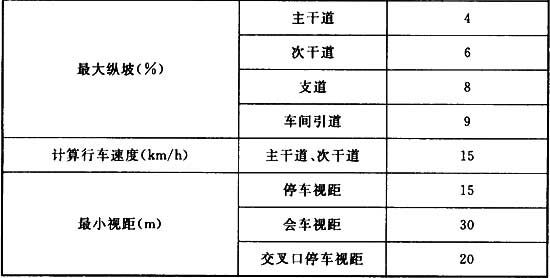 最大纵坡(%) 主干道 4
次干道 6
支道 8
车间引道 9
计算行车速度(km/h) 主干道、次干道 15
最小视距(m) 停车视距 15
会车视距 30
交叉口停车视距 20